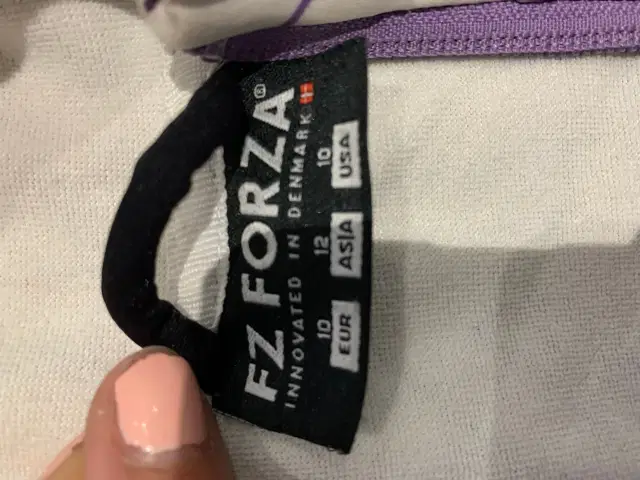 FZ FORZA®
INNOVATED IN DENMARK
10 12 10
EUR ASIA USA